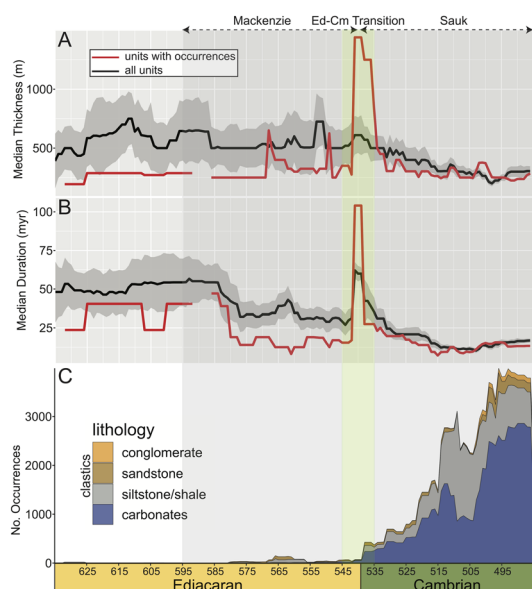 Mackenzie Ed-Cm Transition Sauk
A
units with occurrences
all units
Median Thickness (m)
1000
500
B
Median Duration (myr)
100
75
50
25
C
No. Occurrences
3000
2000
1000
0
lithology
clastics
conglomerate
sandstone
siltstone/shale
carbonates
625 615 605 595 585 575 565 555 545 535 525 515 505 495
Ediacaran Cambrian